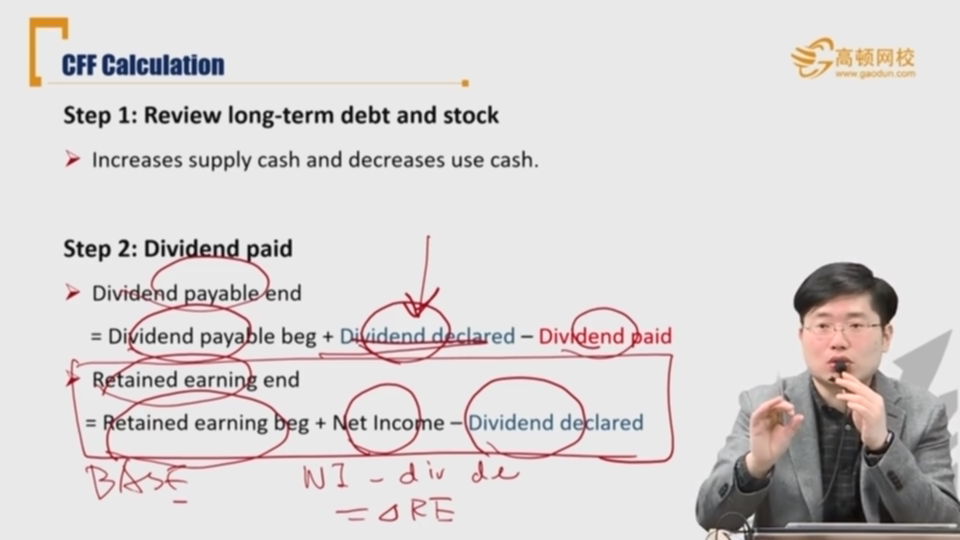 CFF Calculation
高顿网校
www.gaodun.com
Step 1: Review long-term debt and stock
Increases supply cash and decreases use cash.
Step 2: Dividend paid
Dividend payable end
= Dividend payable beg + Dividend declared – Dividend paid
Retained earning end
= Retained earning beg + Net Income – Dividend declared
BASE
NI - div de
= △RE